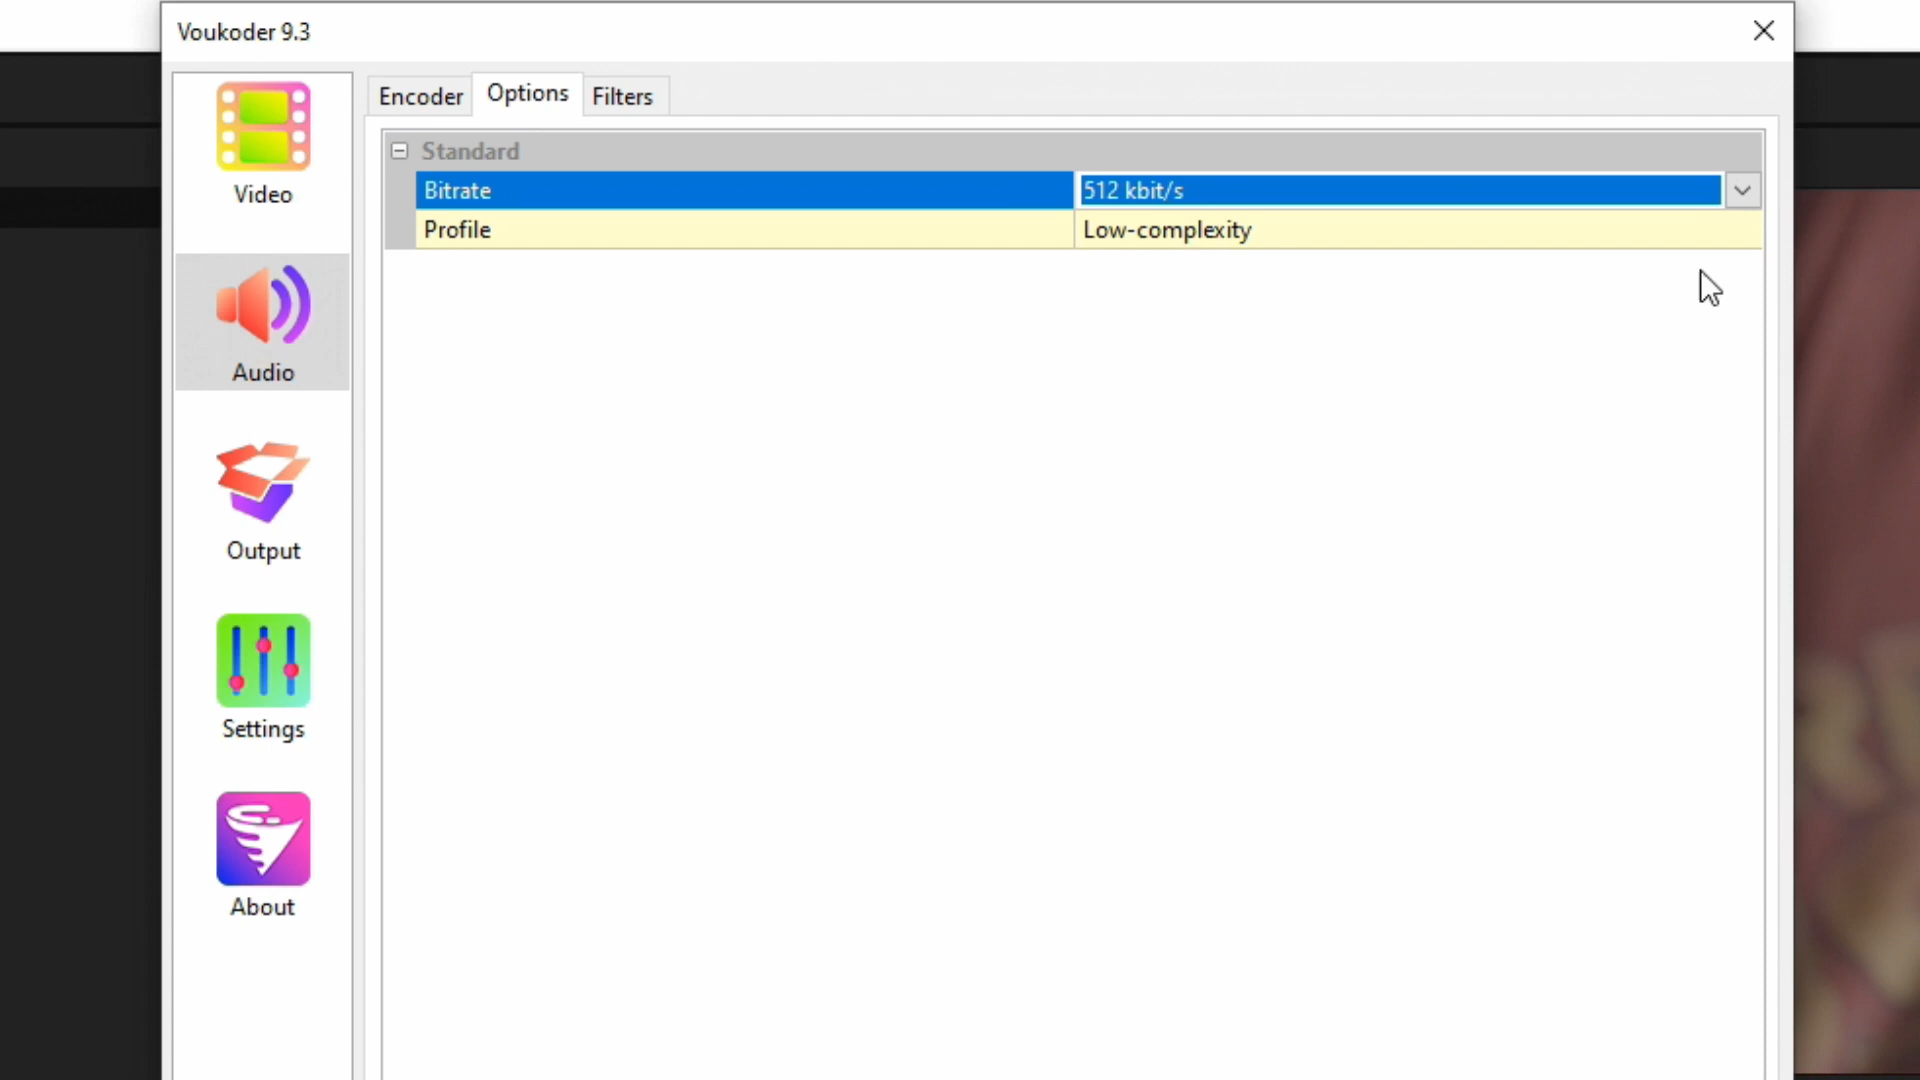 Voukoder 9.3
Video
Audio
Output
Settings
About
Encoder
Options
Filters
Standard
Bitrate
512 kbit/s
Profile
Low-complexity